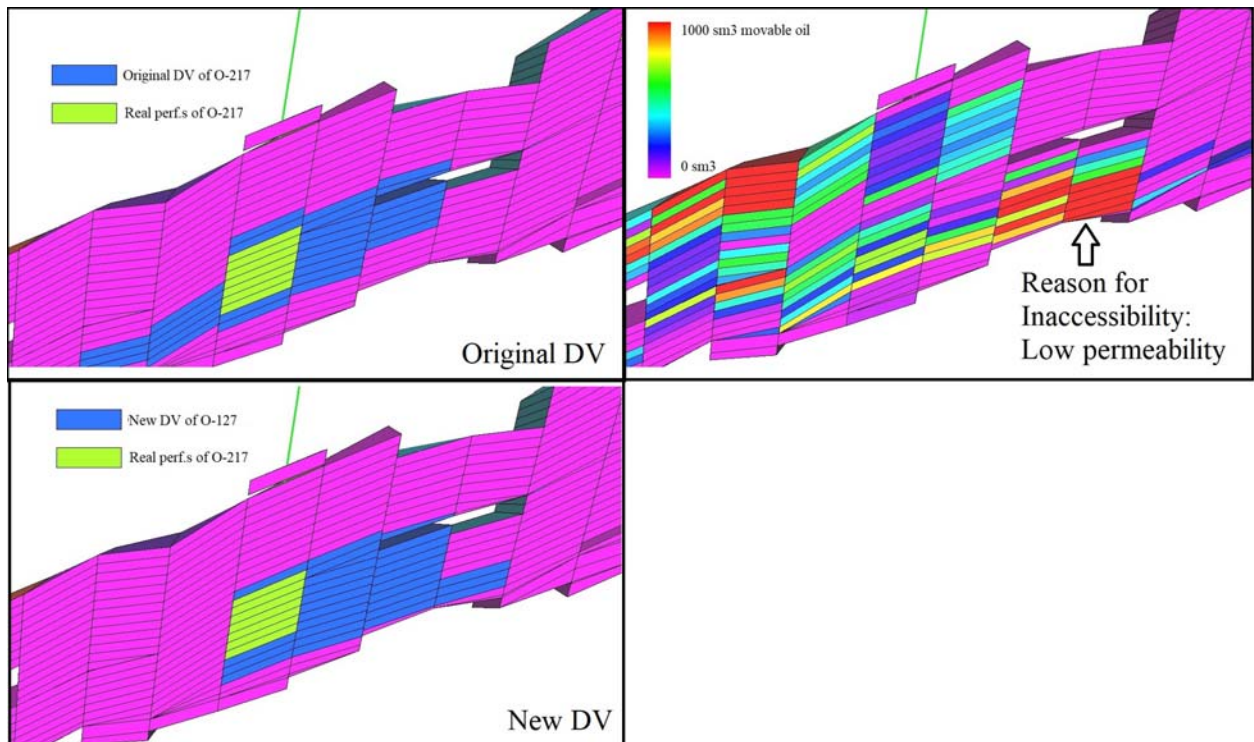 Original DV of O-217
Real perf.s of O-217
Original DV
1000 sm3 movable oil
0 sm3
Reason for
Inaccessibility:
Low permeability
New DV of O-127
Real perf.s of O-217
New DV